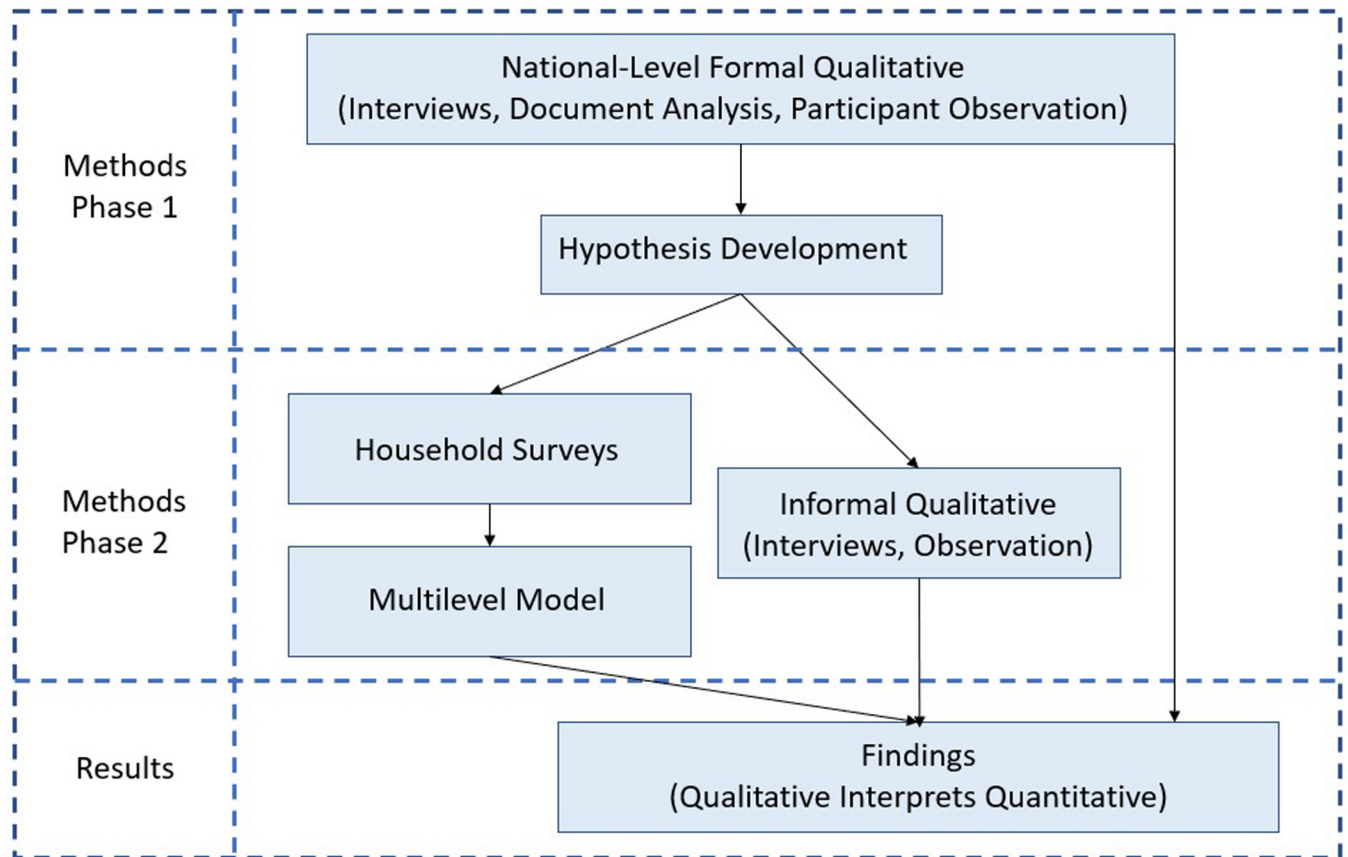 Methods
Phase 1
National-Level Formal Qualitative
(Interviews, Document Analysis, Participant Observation)
Hypothesis Development
Methods
Phase 2
Household Surveys
Informal Qualitative
(Interviews, Observation)
Multilevel Model
Results
Findings
(Qualitative Interprets Quantitative)